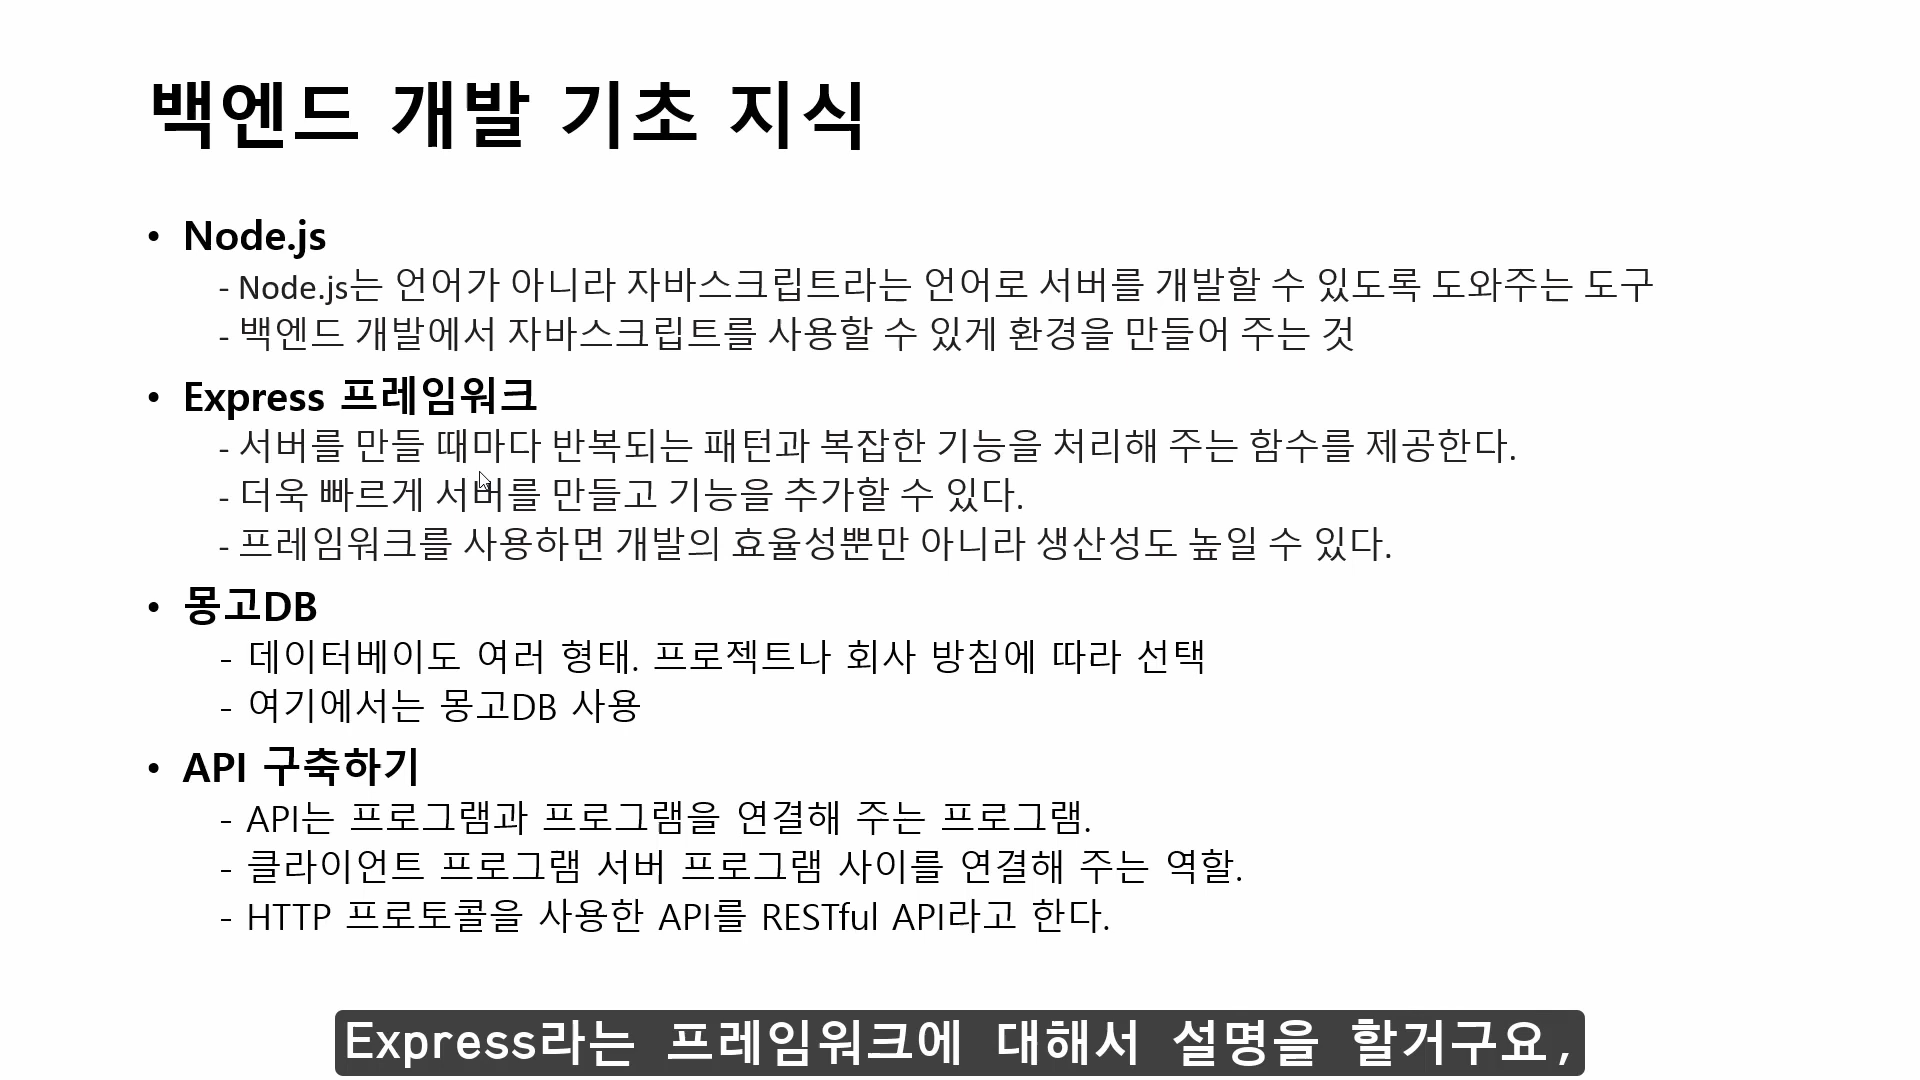 백엔드 개발 기초 지식
• Node.js
- Node.js는 언어가 아니라 자바스크립트라는 언어로 서버를 개발할 수 있도록 도와주는 도구
- 백엔드 개발에서 자바스크립트를 사용할 수 있게 환경을 만들어 주는 것
• Express 프레임워크
- 서버를 만들 때마다 반복되는 패턴과 복잡한 기능을 처리해 주는 함수를 제공한다.
- 더욱 빠르게 서버를 만들고 기능을 추가할 수 있다.
- 프레임워크를 사용하면 개발의 효율성뿐만 아니라 생산성도 높일 수 있다.
• 몽고DB
- 데이터베이도 여러 형태. 프로젝트나 회사 방침에 따라 선택
- 여기에서는 몽고DB 사용
• API 구축하기
- API는 프로그램과 프로그램을 연결해 주는 프로그램.
- 클라이언트 프로그램 서버 프로그램 사이를 연결해 주는 역할.
- HTTP 프로토콜을 사용한 API를 RESTful API라고 한다.
Express라는 프레임워크에 대해서 설명을 할거구요,